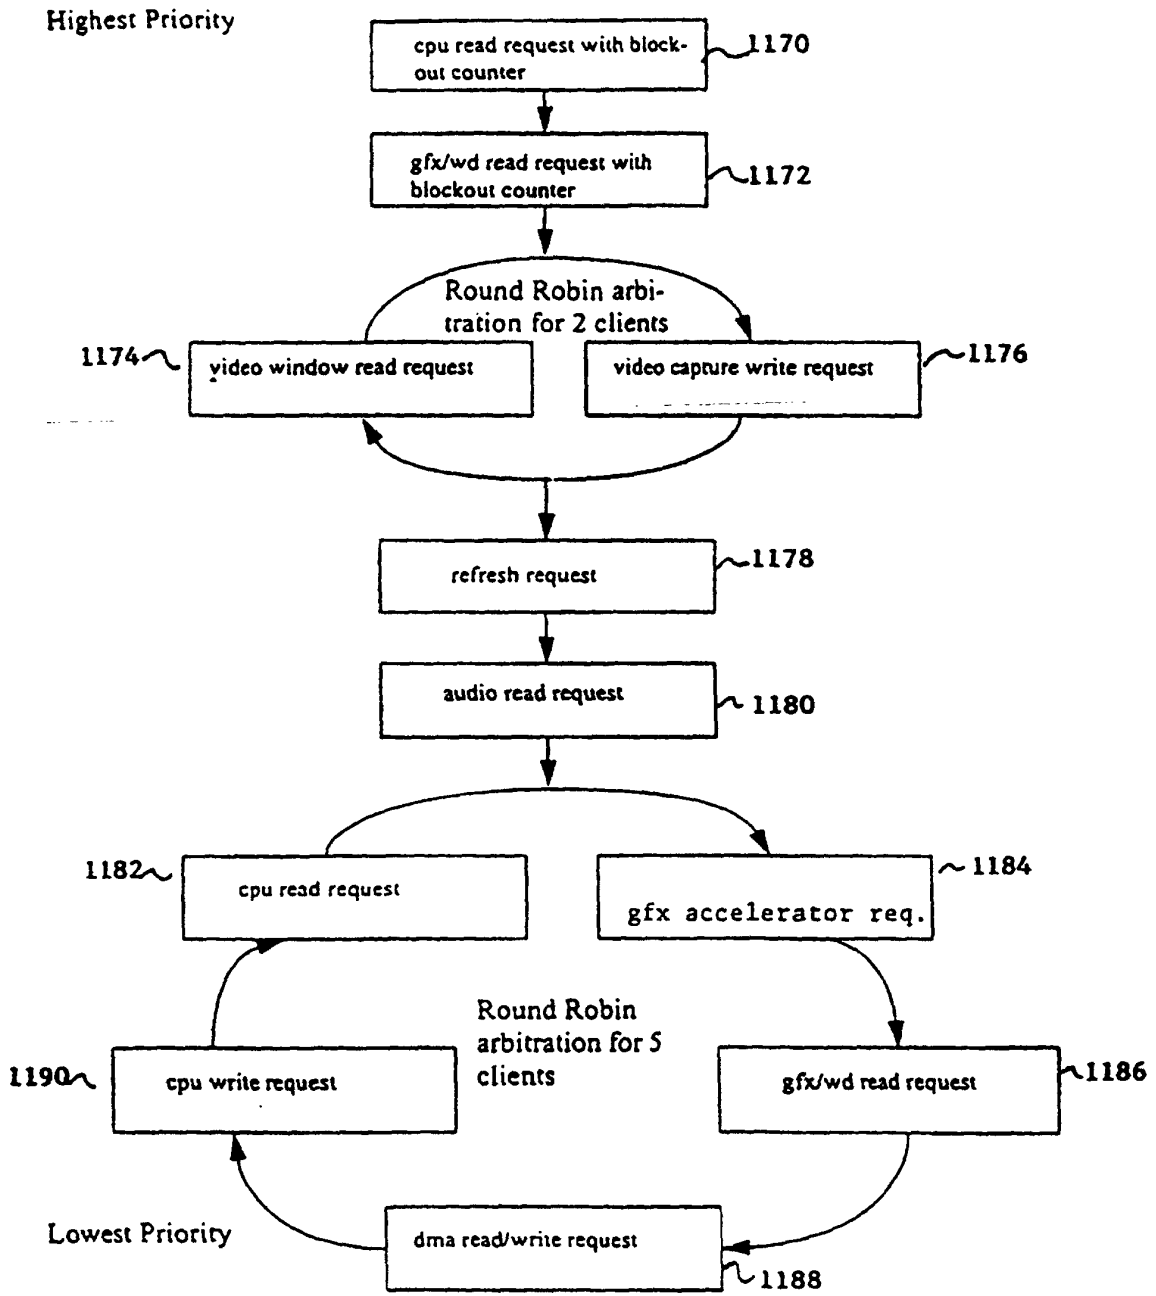 Highest Priority
cpu read request with block-
out counter
1170
gfx/wd read request with
blockout counter
1172
Round Robin arbi-
tration for 2 clients
1174
video window read request
video capture write request
1176
refresh request
1178
audio read request
1180
1182
cpu read request
gfx accelerator req.
1184
Round Robin
arbitration for 5
clients
1190
cpu write request
gfx/wd read request
1186
Lowest Priority
dma read/write request
1188